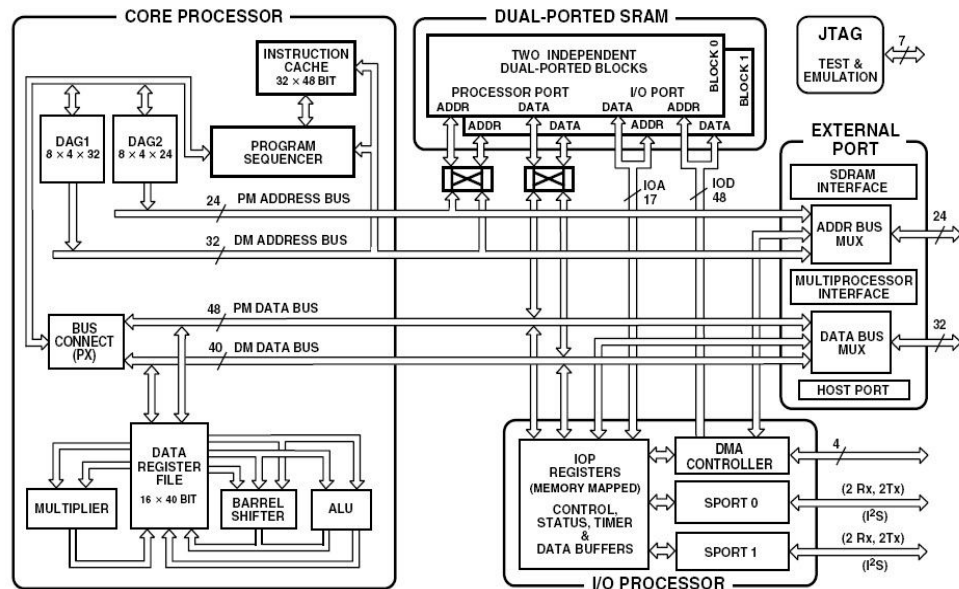 CORE PROCESSOR
INSTRUCTION
CACHE
32 × 48 BIT
DAG1
8 × 4 × 32
DAG2
8 × 4 × 24
PROGRAM
SEQUENCER
24
PM ADDRESS BUS
32
DM ADDRESS BUS
48
PM DATA BUS
40
DM DATA BUS
BUS
CONNECT
(PX)
DATA
REGISTER
FILE
16 × 40 BIT
MULTIPLIER
BARREL
SHIFTER
ALU
DUAL-PORTED SRAM
TWO INDEPENDENT
DUAL-PORTED BLOCKS
BLOCK 0
BLOCK 1
PROCESSOR PORT
I/O PORT
ADDR
DATA
DATA
ADDR
ADDR
DATA
ADDR
DATA
IOA
17
IOD
48
JTAG
TEST &
EMULATION
7
EXTERNAL
PORT
SDRAM
INTERFACE
ADDR BUS
MUX
24
MULTIPROCESSOR
INTERFACE
DATA BUS
MUX
32
HOST PORT
IOP
REGISTERS
(MEMORY MAPPED)
CONTROL,
STATUS, TIMER
&
DATA BUFFERS
DMA
CONTROLLER
4
SPORT 0
(2 Rx, 2Tx)
(I²S)
SPORT 1
(2 Rx, 2Tx)
(I²S)
I/O PROCESSOR